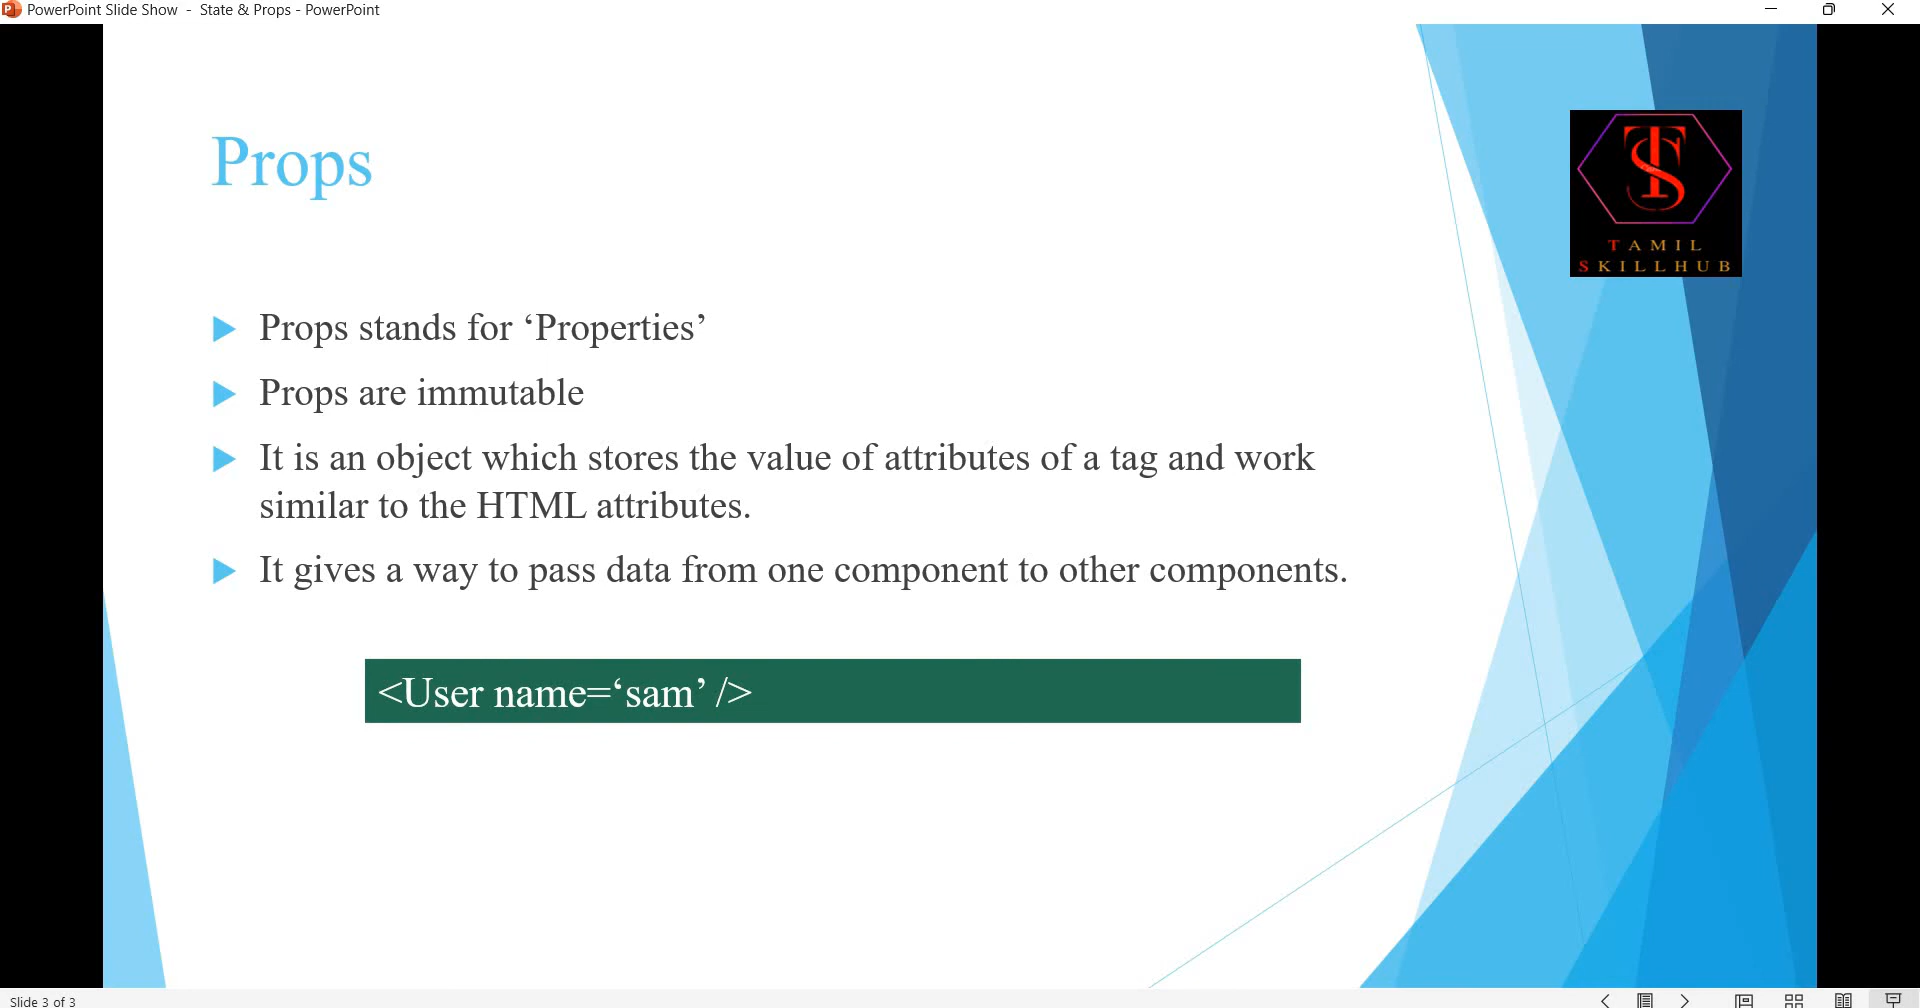 PowerPoint Slide Show - State & Props - PowerPoint
TS
TAMIL
SKILLHUB
Props
Props stands for ‘Properties’
Props are immutable
It is an object which stores the value of attributes of a tag and work
similar to the HTML attributes.
It gives a way to pass data from one component to other components.
<User name=‘sam’ />
Slide 3 of 3